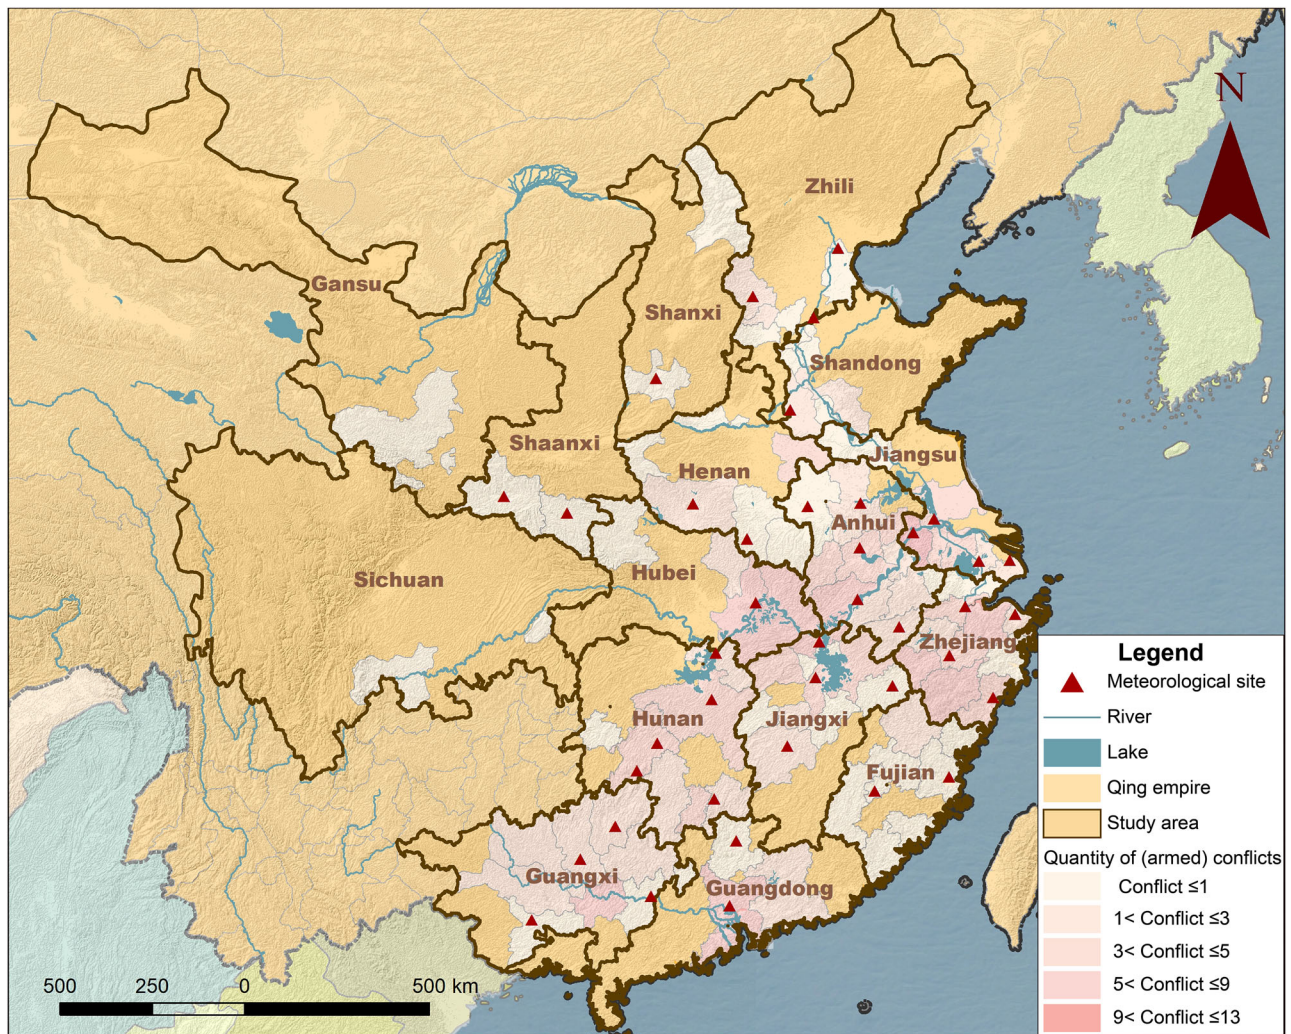 N
Zhili
Gansu
Shanxi
Shandong
Shaanxi
Jiangsu
Henan
Anhui
Hubei
Sichuan
Zhejiang
Hunan
Jiangxi
Fujian
Guangxi
Guangdong
Legend
Meteorological site
River
Lake
Qing empire
Study area
Quantity of (armed) conflicts
Conflict ≤1
1< Conflict ≤3
3< Conflict ≤5
5< Conflict ≤9
9< Conflict ≤13
500 250 0 500 km